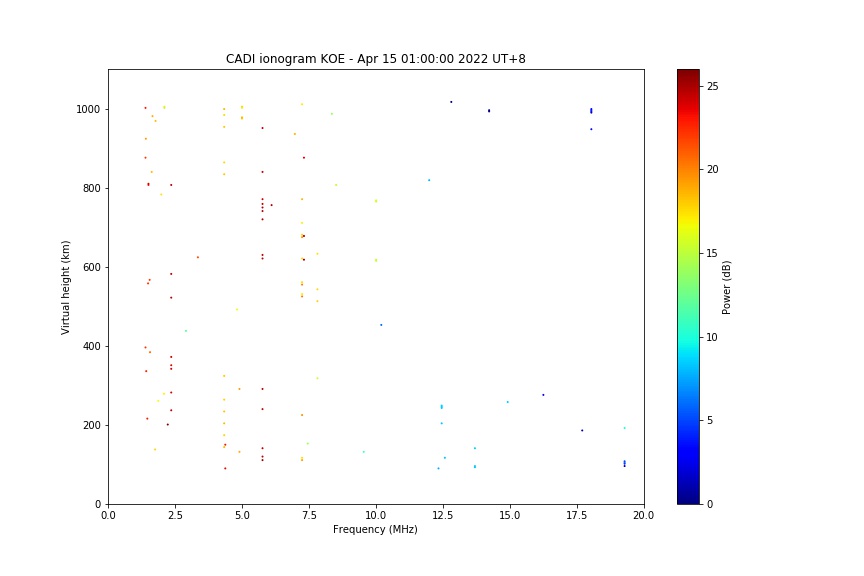 CADI ionogram KOE - Apr 15 01:00:00 2022 UT+8
1000
800
600
400
200
0
Virtual height (km)
0.0 2.5 5.0 7.5 10.0 12.5 15.0 17.5 20.0
Frequency (MHz)
25
20
15
10
5
0
Power (dB)